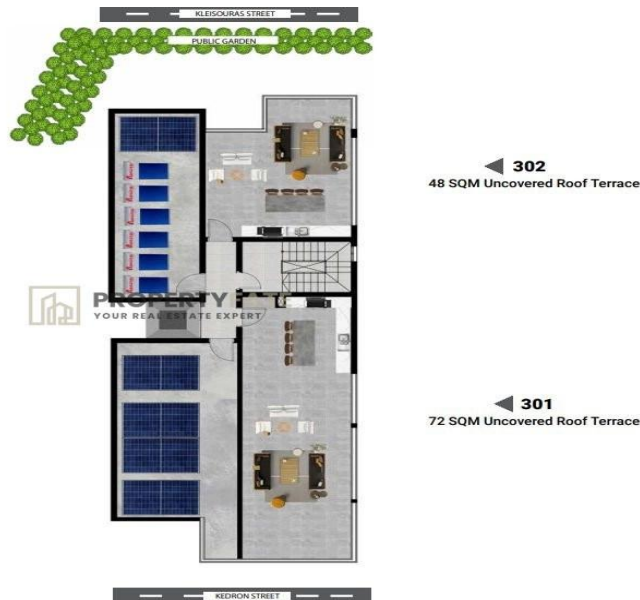 KLEISOURAS STREET
PUBLIC GARDEN
302
48 SQM Uncovered Roof Terrace
YOUR REAL ESTATE EXPERT
301
72 SQM Uncovered Roof Terrace
KEDRON STREET